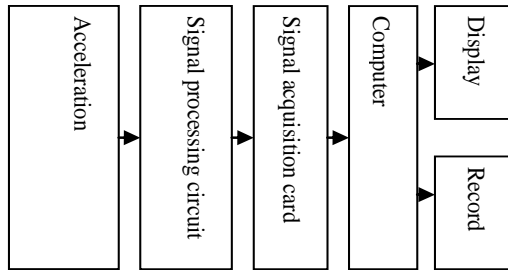 Acceleration
Signal processing circuit
Signal acquisition card
Computer
Display
Record